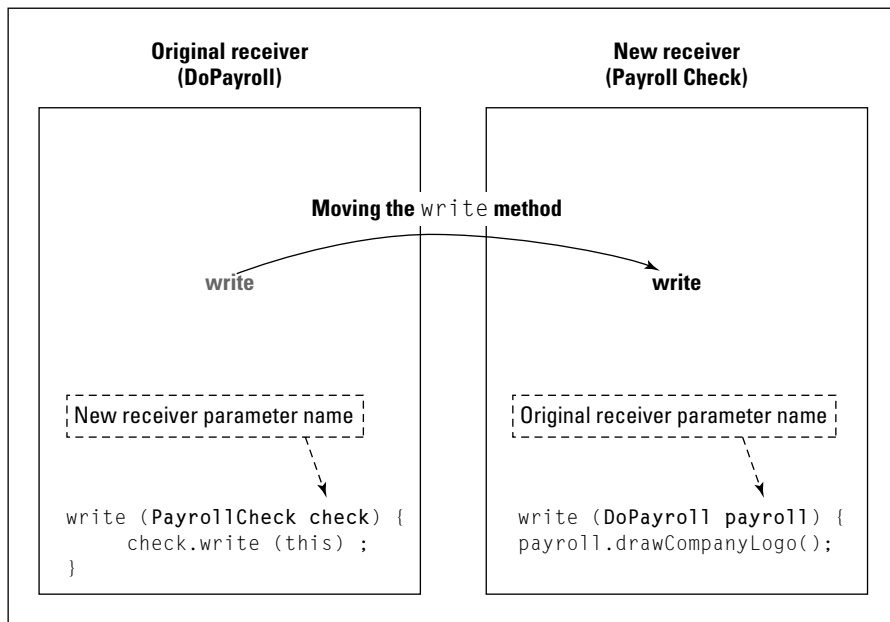 Original receiver
(DoPayroll)
New receiver
(Payroll Check)
Moving the write method
write
write
New receiver parameter name
Original receiver parameter name
write (PayrollCheck check) {
check.write (this) ;
}
write (DoPayroll payroll) {
payroll.drawCompanyLogo();